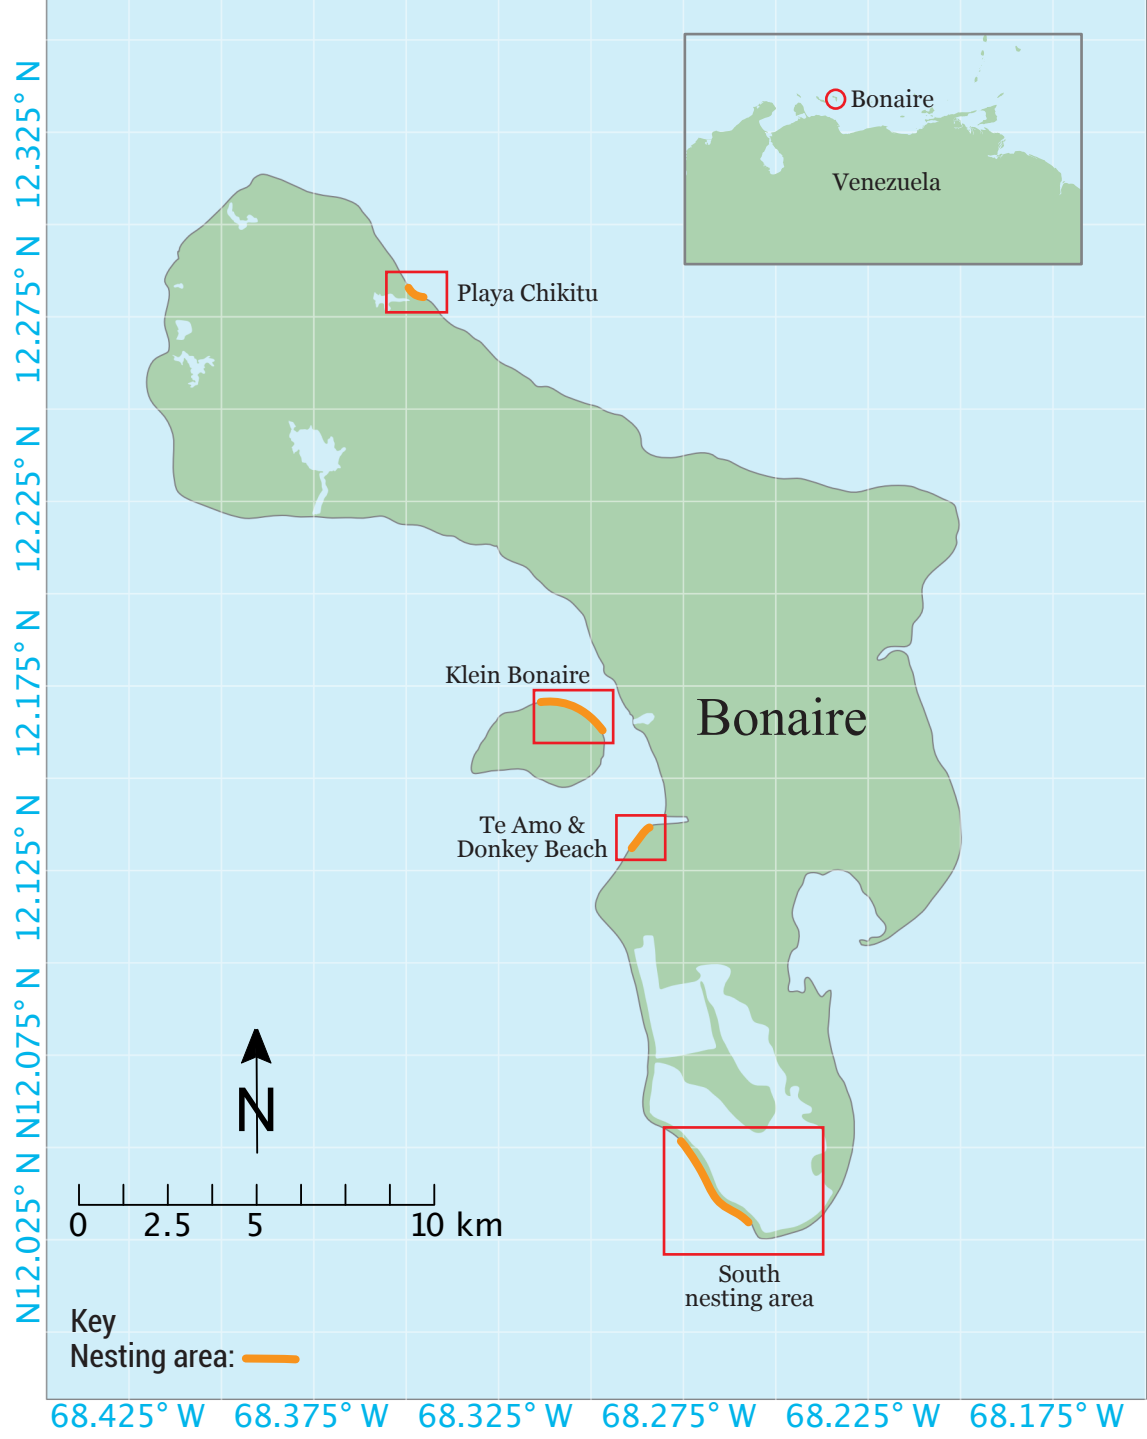 Bonaire
Venezuela
Playa Chikitu
Klein Bonaire
Bonaire
Te Amo &
Donkey Beach
South
nesting area
N
0 2.5 5 10 km
Key
Nesting area:
12.325° N
12.275° N
12.225° N
12.175° N
12.125° N
N12.075° N
N12.025° N
68.425° W 68.375° W 68.325° W 68.275° W 68.225° W 68.175° W